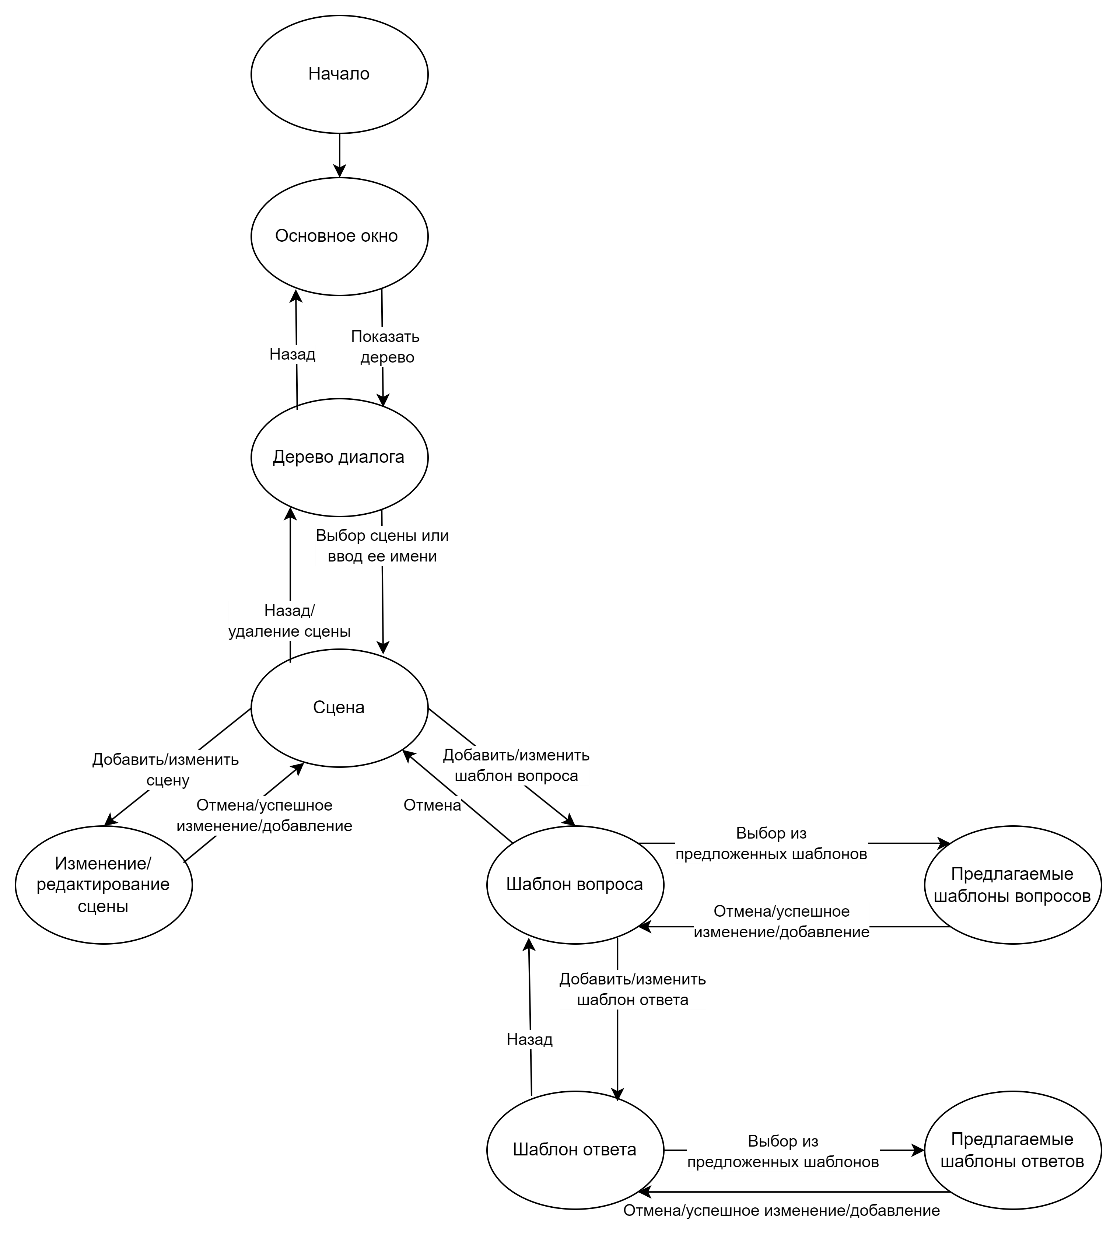 Начало
Основное окно
Показать
дерево
Назад
Дерево диалога
Выбор сцены или
ввод ее имени
Назад/
удаление сцены
Сцена
Добавить/изменить
сцену
Добавить/изменить
шаблон вопроса
Отмена/успешное
изменение/добавление
Отмена
Изменение/
редактирование
сцены
Шаблон вопроса
Выбор из
предложенных шаблонов
Предлагаемые
шаблоны вопросов
Отмена/успешное
изменение/добавление
Добавить/изменить
шаблон ответа
Назад
Шаблон ответа
Выбор из
предложенных шаблонов
Предлагаемые
шаблоны ответов
Отмена/успешное изменение/добавление